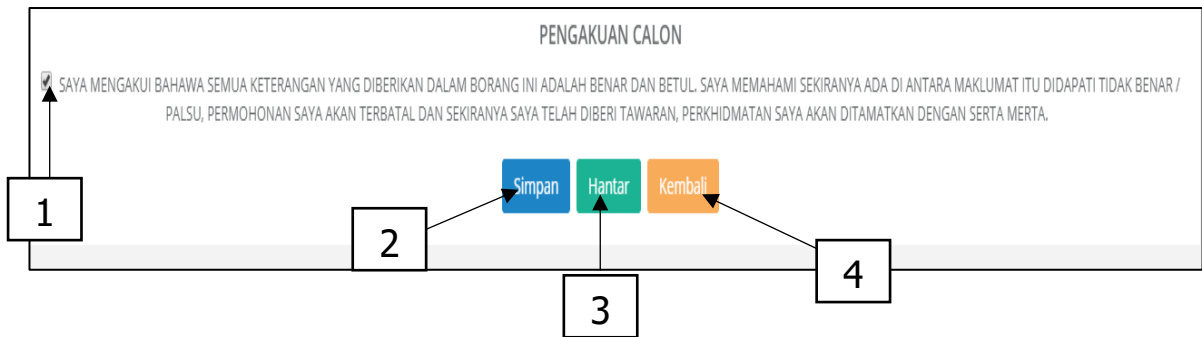 PENGAKUAN CALON
SAYA MENGAKUI BAHAWA SEMUA KETERANGAN YANG DIBERIKAN DALAM BORANG INI ADALAH BENAR DAN BETUL. SAYA MEMAHAMI SEKIRANYA ADA DI ANTARA MAKLUMAT ITU DIDAPATI TIDAK BENAR /
PALSU, PERMOHONAN SAYA AKAN TERBATAL DAN SEKIRANYA SAYA TELAH DIBERI TAWARAN, PERKHIDMATAN SAYA AKAN DITAMATKAN DENGAN SERTA MERTA.
Simpan Hantar Kembali
1
2
4
3